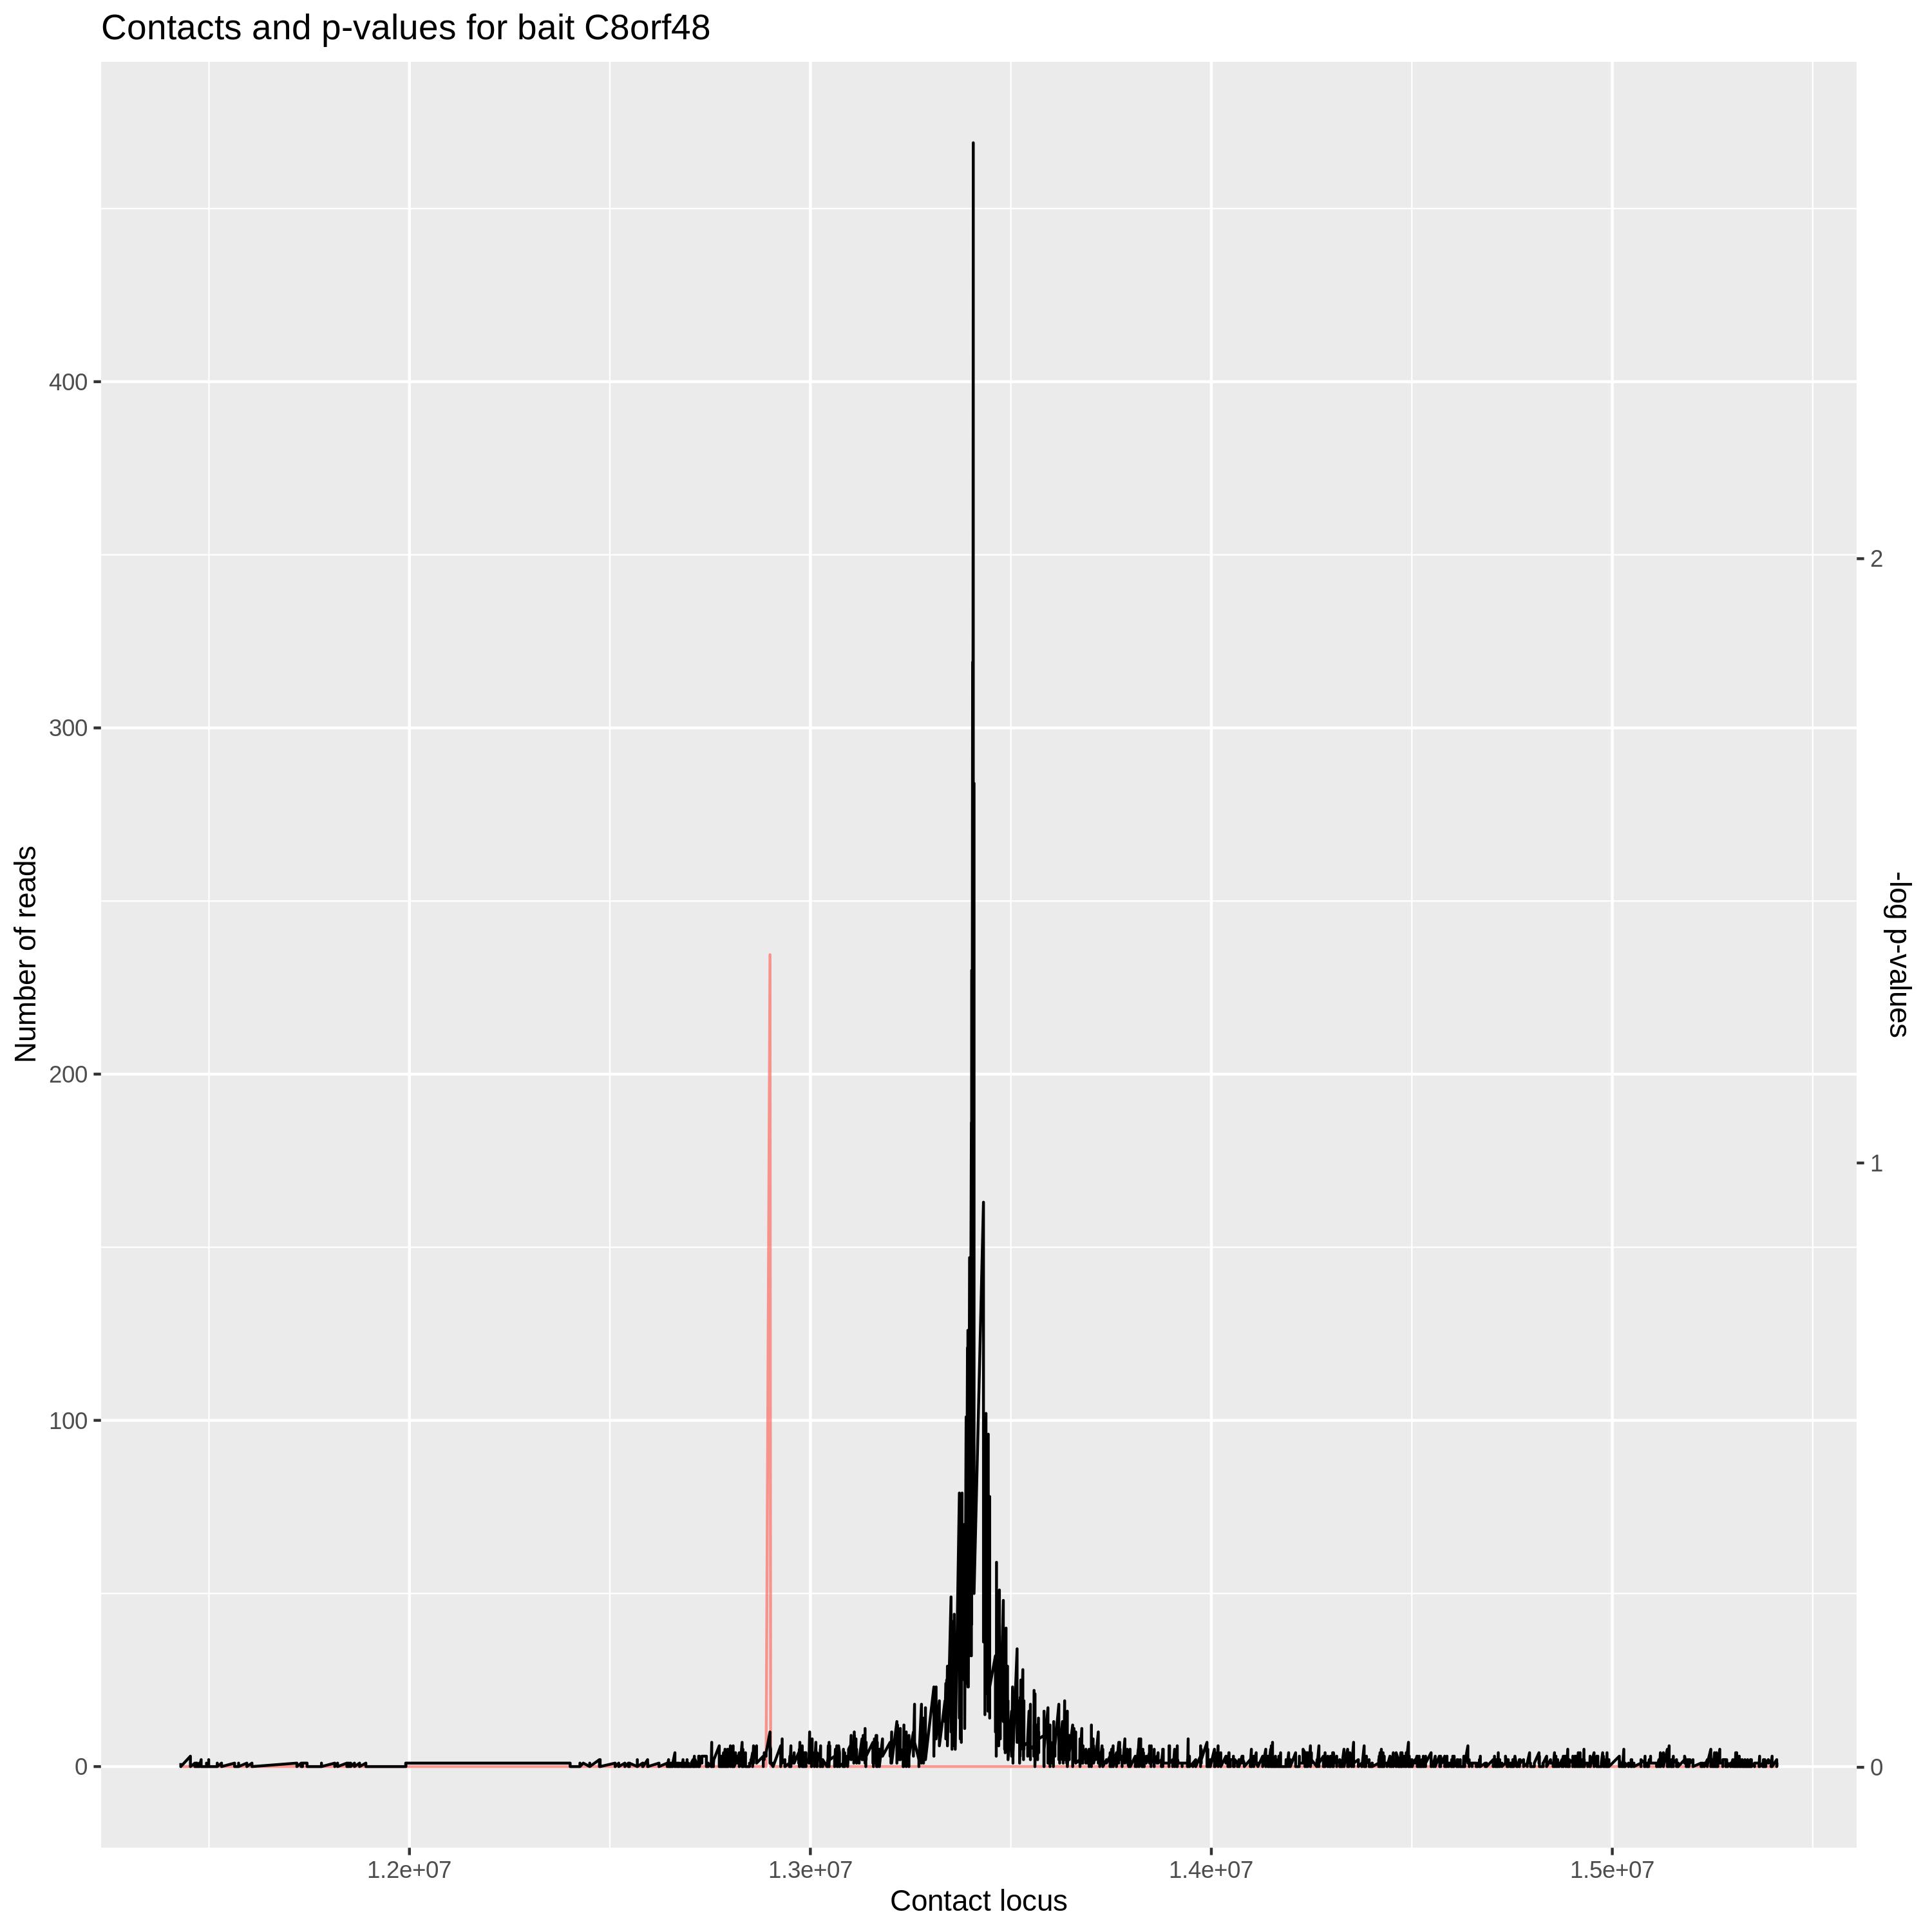 Contacts and p-values for bait C8orf48
400
300
200
100
0
Number of reads
2
1
0
-log p-values
1.2e+07
1.3e+07
1.4e+07
1.5e+07
Contact locus